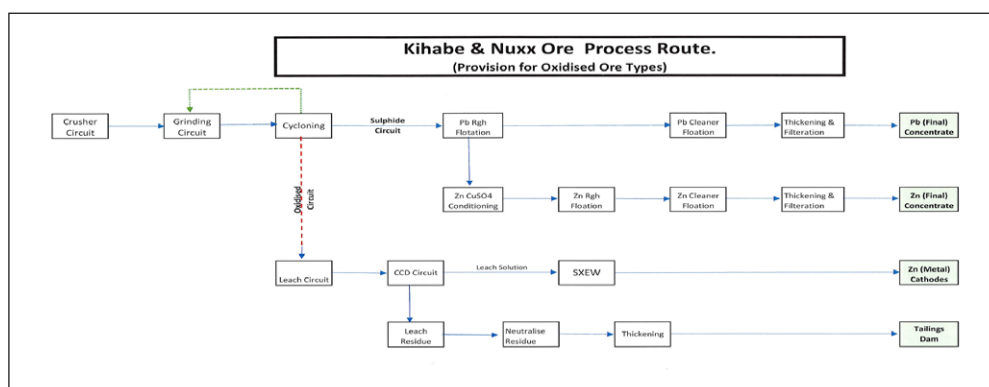 Kihabe & Nuxx Ore Process Route.
(Provision for Oxidised Ore Types)
Crusher
Circuit
Grinding
Circuit
Cycloning
Sulphide
Circuit
Pb Rgh
Flotation
Pb Cleaner
Floation
Thickening &
Filteration
Pb (Final)
Concentrate
Oxidised
Circuit
Zn CuSO4
Conditioning
Zn Rgh
Floation
Zn Cleaner
Floation
Thickening &
Filteration
Zn (Final)
Concentrate
Leach Circuit
CCD Circuit
Leach Solution
SXEW
Zn (Metal)
Cathodes
Leach
Residue
Neutralise
Residue
Thickening
Tailings
Dam